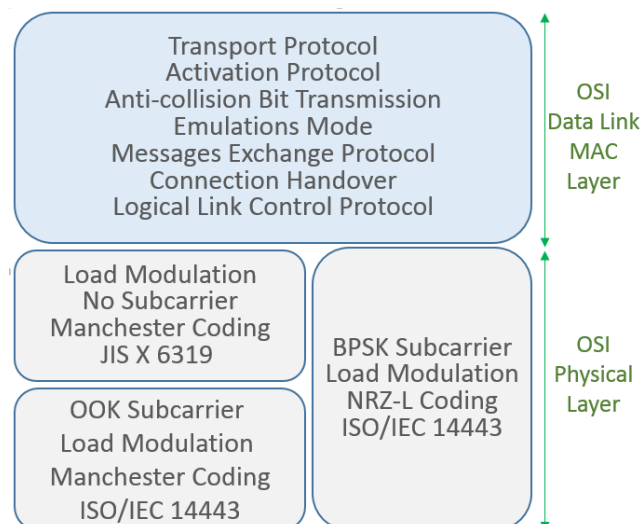 Transport Protocol
Activation Protocol
Anti-collision Bit Transmission
Emulations Mode
Messages Exchange Protocol
Connection Handover
Logical Link Control Protocol
OSI
Data Link
MAC
Layer
Load Modulation
No Subcarrier
Manchester Coding
JIS X 6319
OOK Subcarrier
Load Modulation
Manchester Coding
ISO/IEC 14443
BPSK Subcarrier
Load Modulation
NRZ-L Coding
ISO/IEC 14443
OSI
Physical
Layer